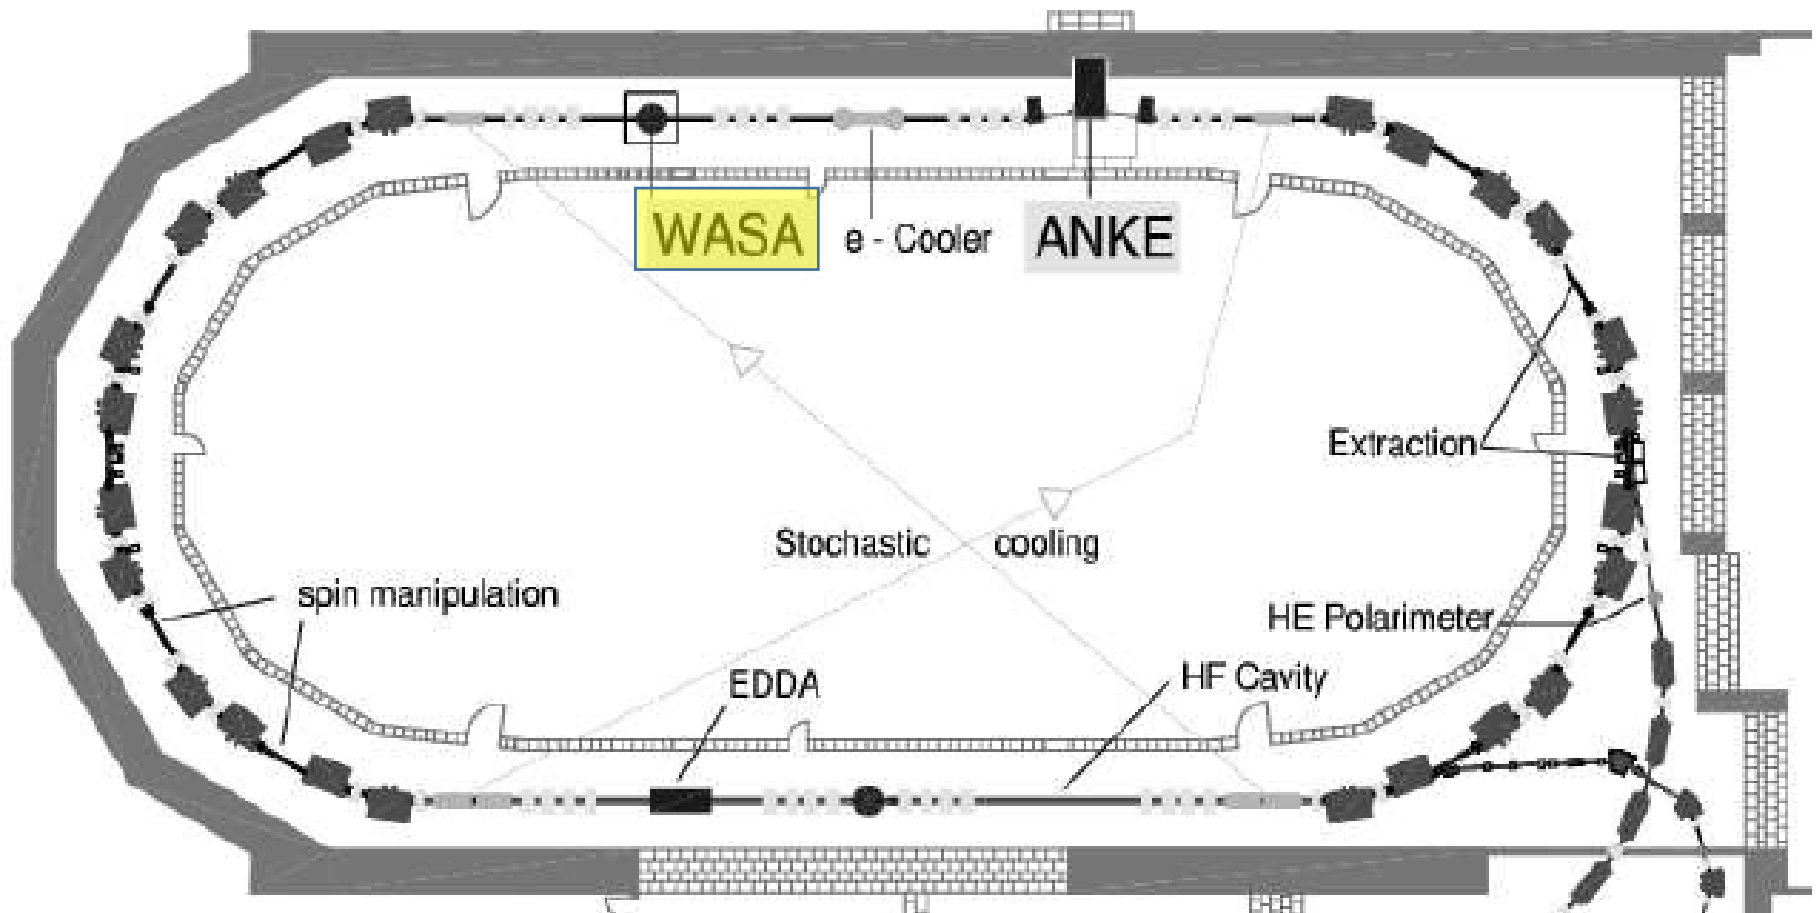 WASA
e - Cooler
ANKE
Extraction
Stochastic cooling
spin manipulation
HE Polarimeter
EDDA
HF Cavity